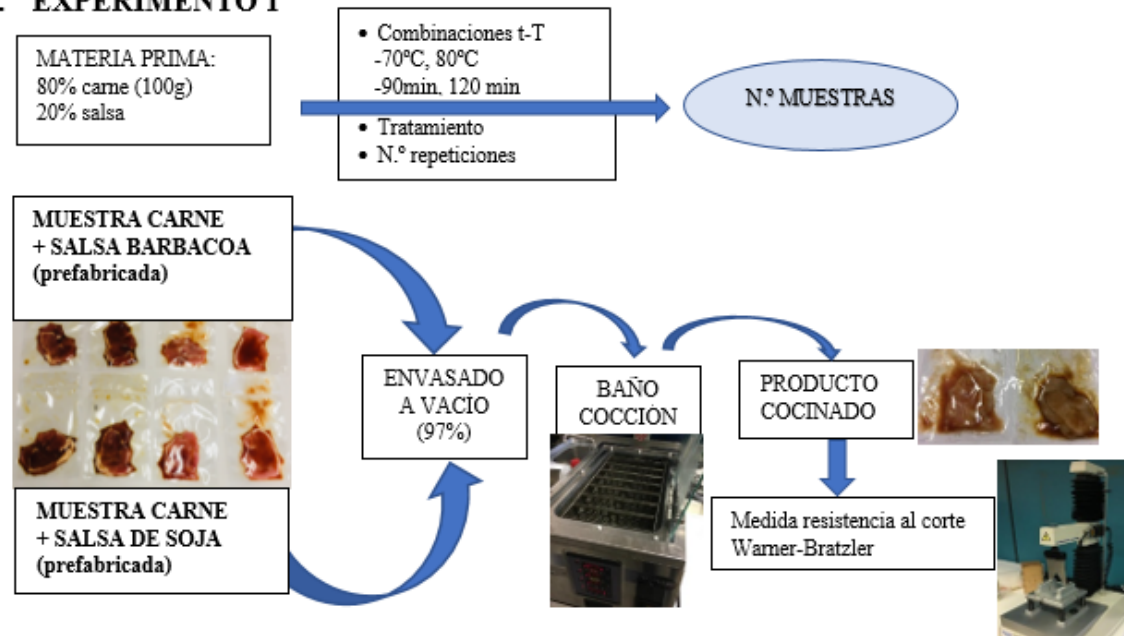 EXPERIMENTO 1
MATERIA PRIMA:
80% carne (100g)
20% salsa
• Combinaciones t-T
-70ºC, 80ºC
-90min, 120 min
• Tratamiento
• N.º repeticiones
N.º MUESTRAS
MUESTRA CARNE
+ SALSA BARBACOA
(prefabricada)
ENVASADO
A VACÍO
(97%)
BAÑO
COCCIÓN
PRODUCTO
COCINADO
MUESTRA CARNE
+ SALSA DE SOJA
(prefabricada)
Medida resistencia al corte
Warner-Bratzler